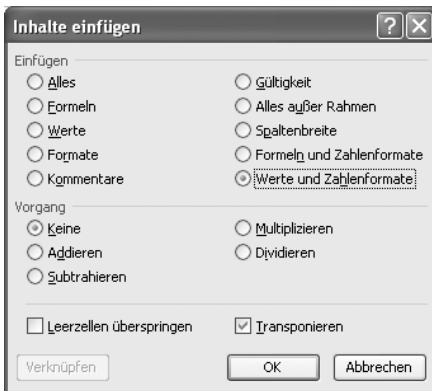 Inhalte einfügen
Einfügen
Alles
Gültigkeit
Formeln
Alles außer Rahmen
Werte
Spaltenbreite
Formate
Formeln und Zahlenformate
Kommentare
Werte und Zahlenformate
Vorgang
Keine
Multiplizieren
Addieren
Dividieren
Subtrahieren
Leerzellen überspringen
Transponieren
Verknüpfen
OK
Abbrechen